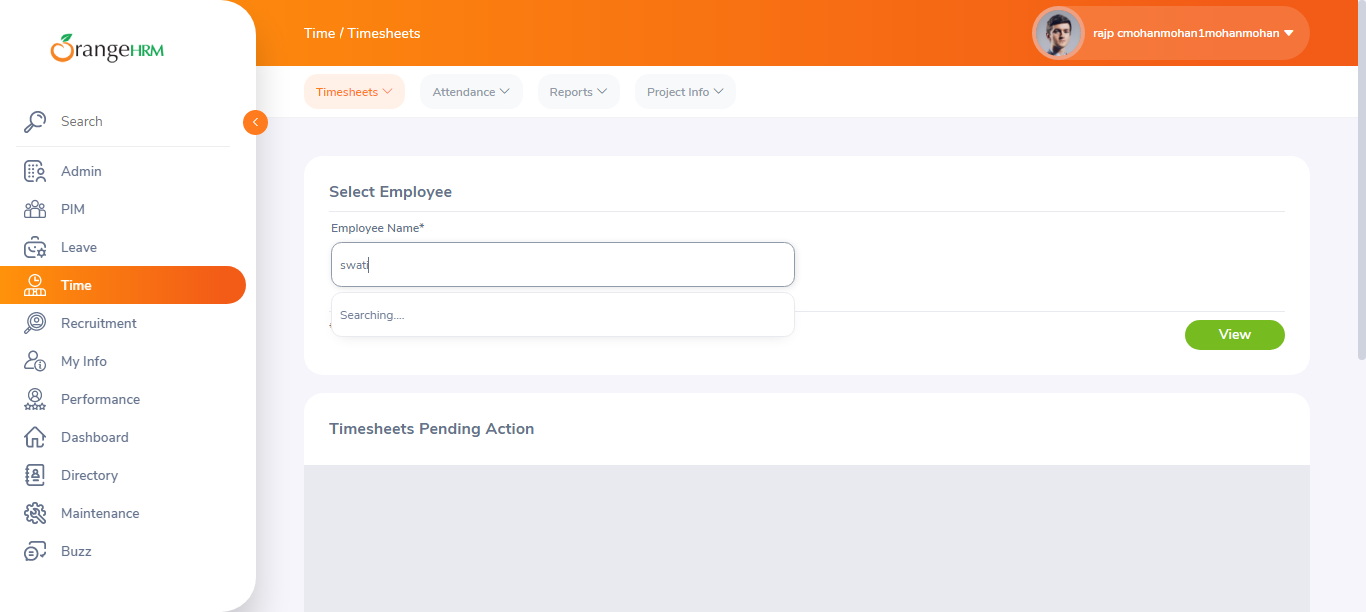 OrangeHRM
Time / Timesheets
rajp cmohanmohan1mohanmohan
Timesheets
Attendance
Reports
Project Info
Search
Admin
PIM
Leave
Time
Recruitment
My Info
Performance
Dashboard
Directory
Maintenance
Buzz
Select Employee
Employee Name*
swati
Searching....
View
Timesheets Pending Action